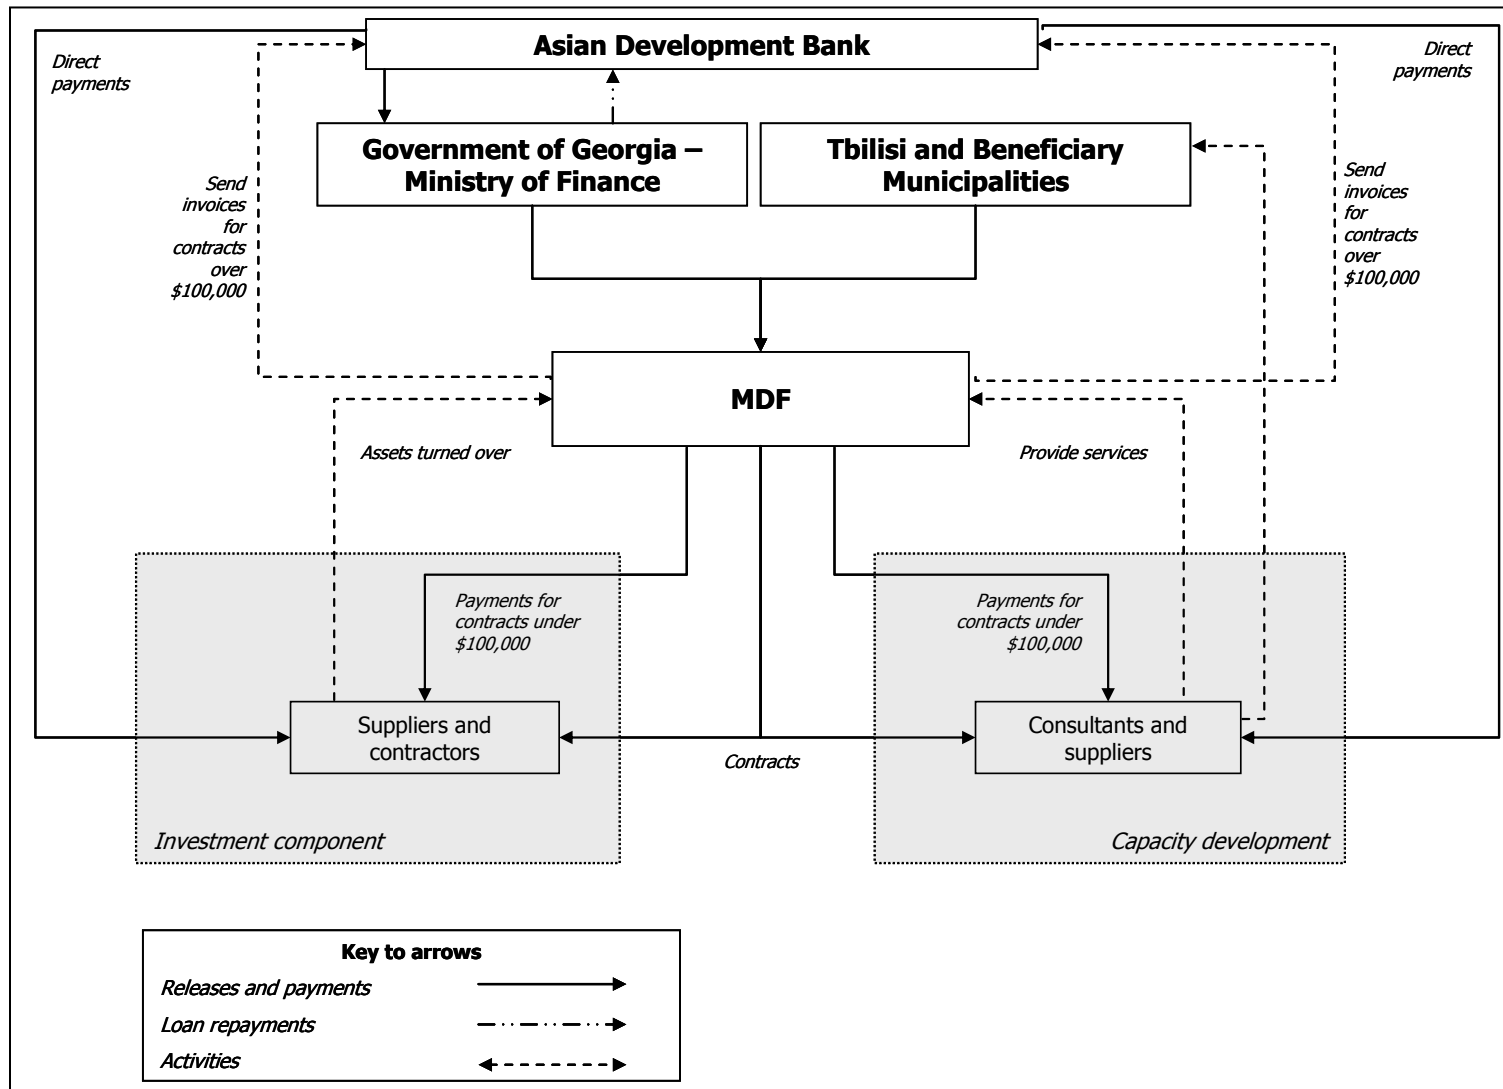 Asian Development Bank
Direct
payments
Direct
payments
Government of Georgia –
Ministry of Finance
Tbilisi and Beneficiary
Municipalities
Send
invoices
for
contracts
over
$100,000
Send
invoices
for
contracts
over
$100,000
MDF
Assets turned over
Provide services
Payments for
contracts under
$100,000
Payments for
contracts under
$100,000
Suppliers and
contractors
Consultants and
suppliers
Contracts
Investment component
Capacity development
Key to arrows
Releases and payments
Loan repayments
Activities